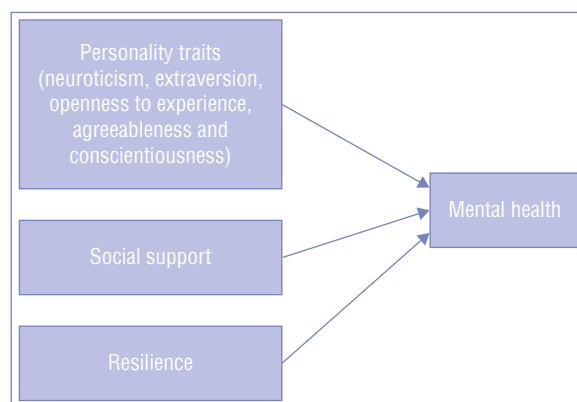 Personality traits
(neuroticism, extraversion,
openness to experience,
agreeableness and
conscientiousness)
Mental health
Social support
Resilience